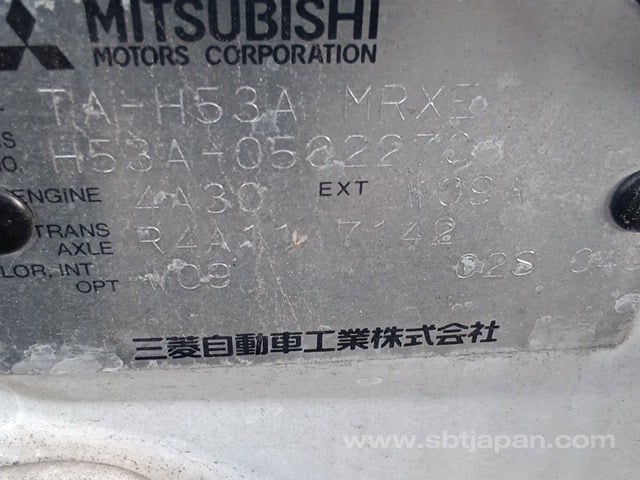 MITSUBISHI
MOTORS CORPORATION
TA-H53A MRXE
NO. H53A-0502270
ENGINE 4A30 EXT W09
TRANS
AXLE R4A11 7142
LOR, INT
OPT W09 02S
三菱自動車工業株式会社
www.sbtjapan.com